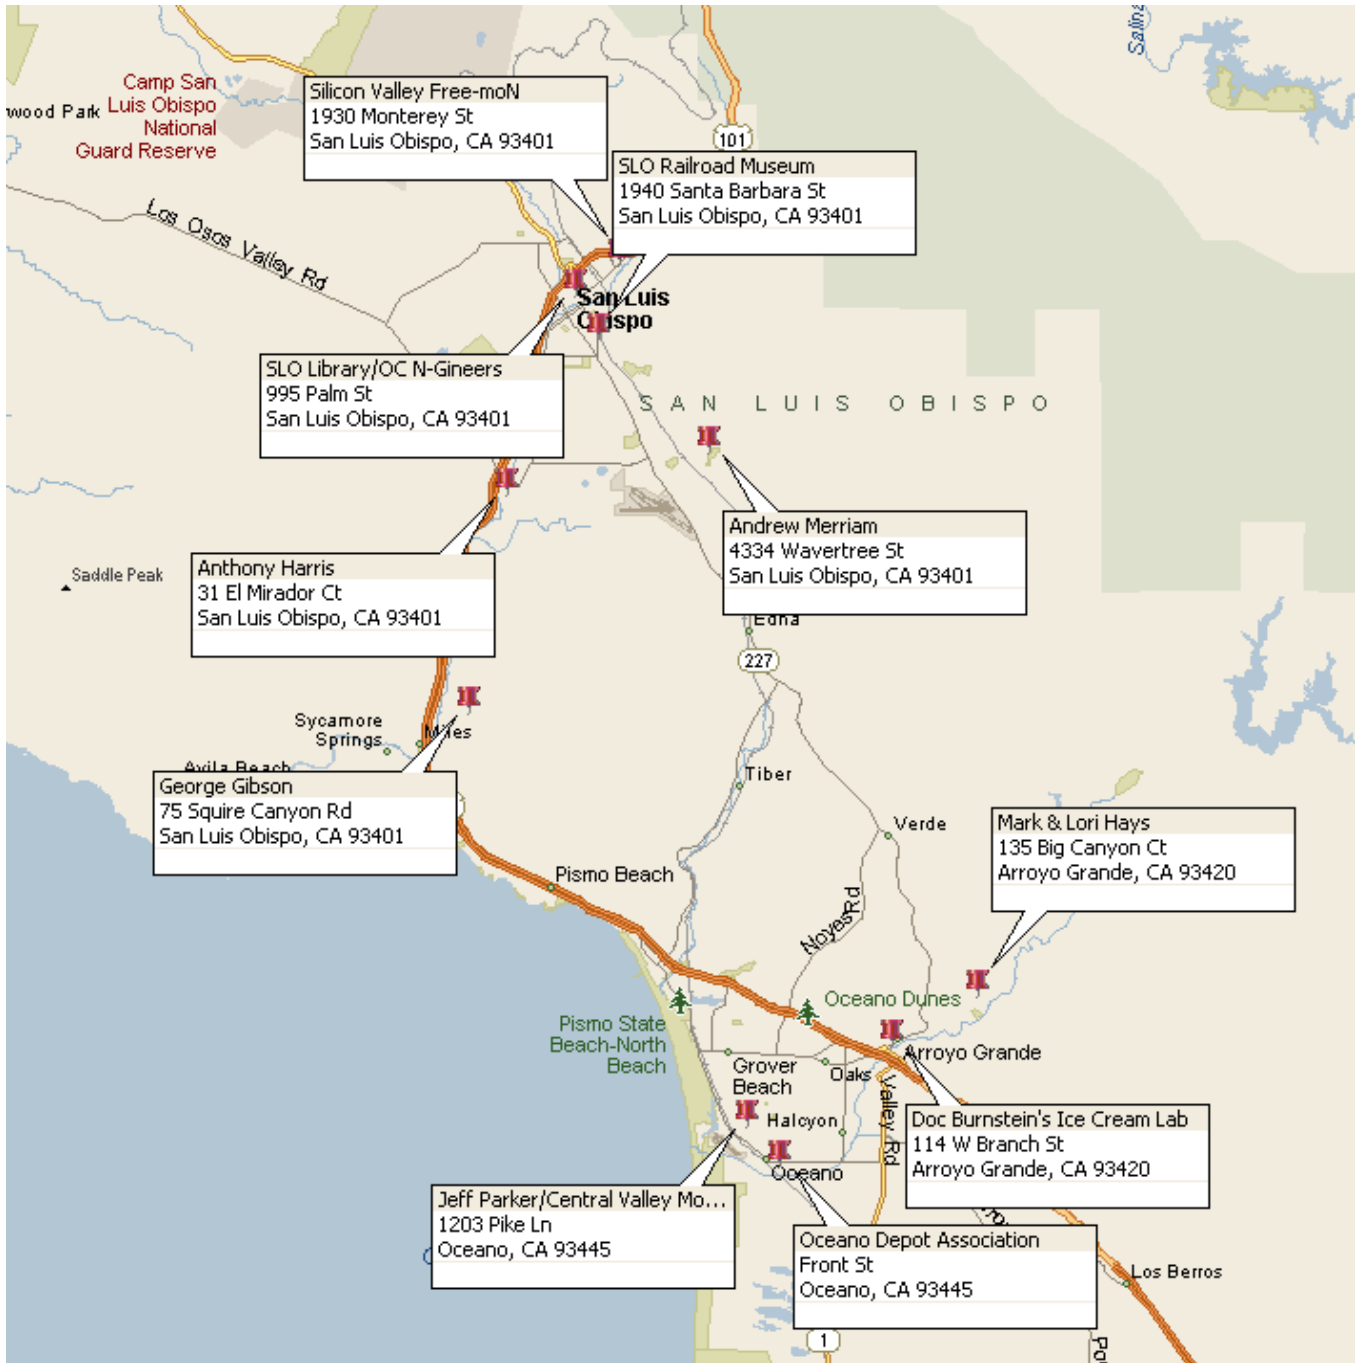 Salina
Camp San
Luis Obispo
National
Guard Reserve
wood Park
Silicon Valley Free-moN
1930 Monterey St
San Luis Obispo, CA 93401
101
SLO Railroad Museum
1940 Santa Barbara St
San Luis Obispo, CA 93401
Los Osos Valley Rd
San Luis
Obispo
SLO Library/OC N-Gineers
995 Palm St
San Luis Obispo, CA 93401
SAN LUIS OBISPO
Andrew Merriam
4334 Wavertree St
San Luis Obispo, CA 93401
Anthony Harris
31 El Mirador Ct
San Luis Obispo, CA 93401
Saddle Peak
Edna
227
Sycamore
Springs
Miles
Avila Beach
George Gibson
75 Squire Canyon Rd
San Luis Obispo, CA 93401
Tiber
Verde
Mark & Lori Hays
135 Big Canyon Ct
Arroyo Grande, CA 93420
Pismo Beach
Noyes Rd
Oceano Dunes
Pismo State
Beach-North
Beach
Arroyo Grande
Grover
Beach
Oaks
Valley Rd
Halcyon
Doc Burnstein's Ice Cream Lab
114 W Branch St
Arroyo Grande, CA 93420
Oceano
Jeff Parker/Central Valley Mo...
1203 Pike Ln
Oceano, CA 93445
Oceano Depot Association
Front St
Oceano, CA 93445
Los Berros
1